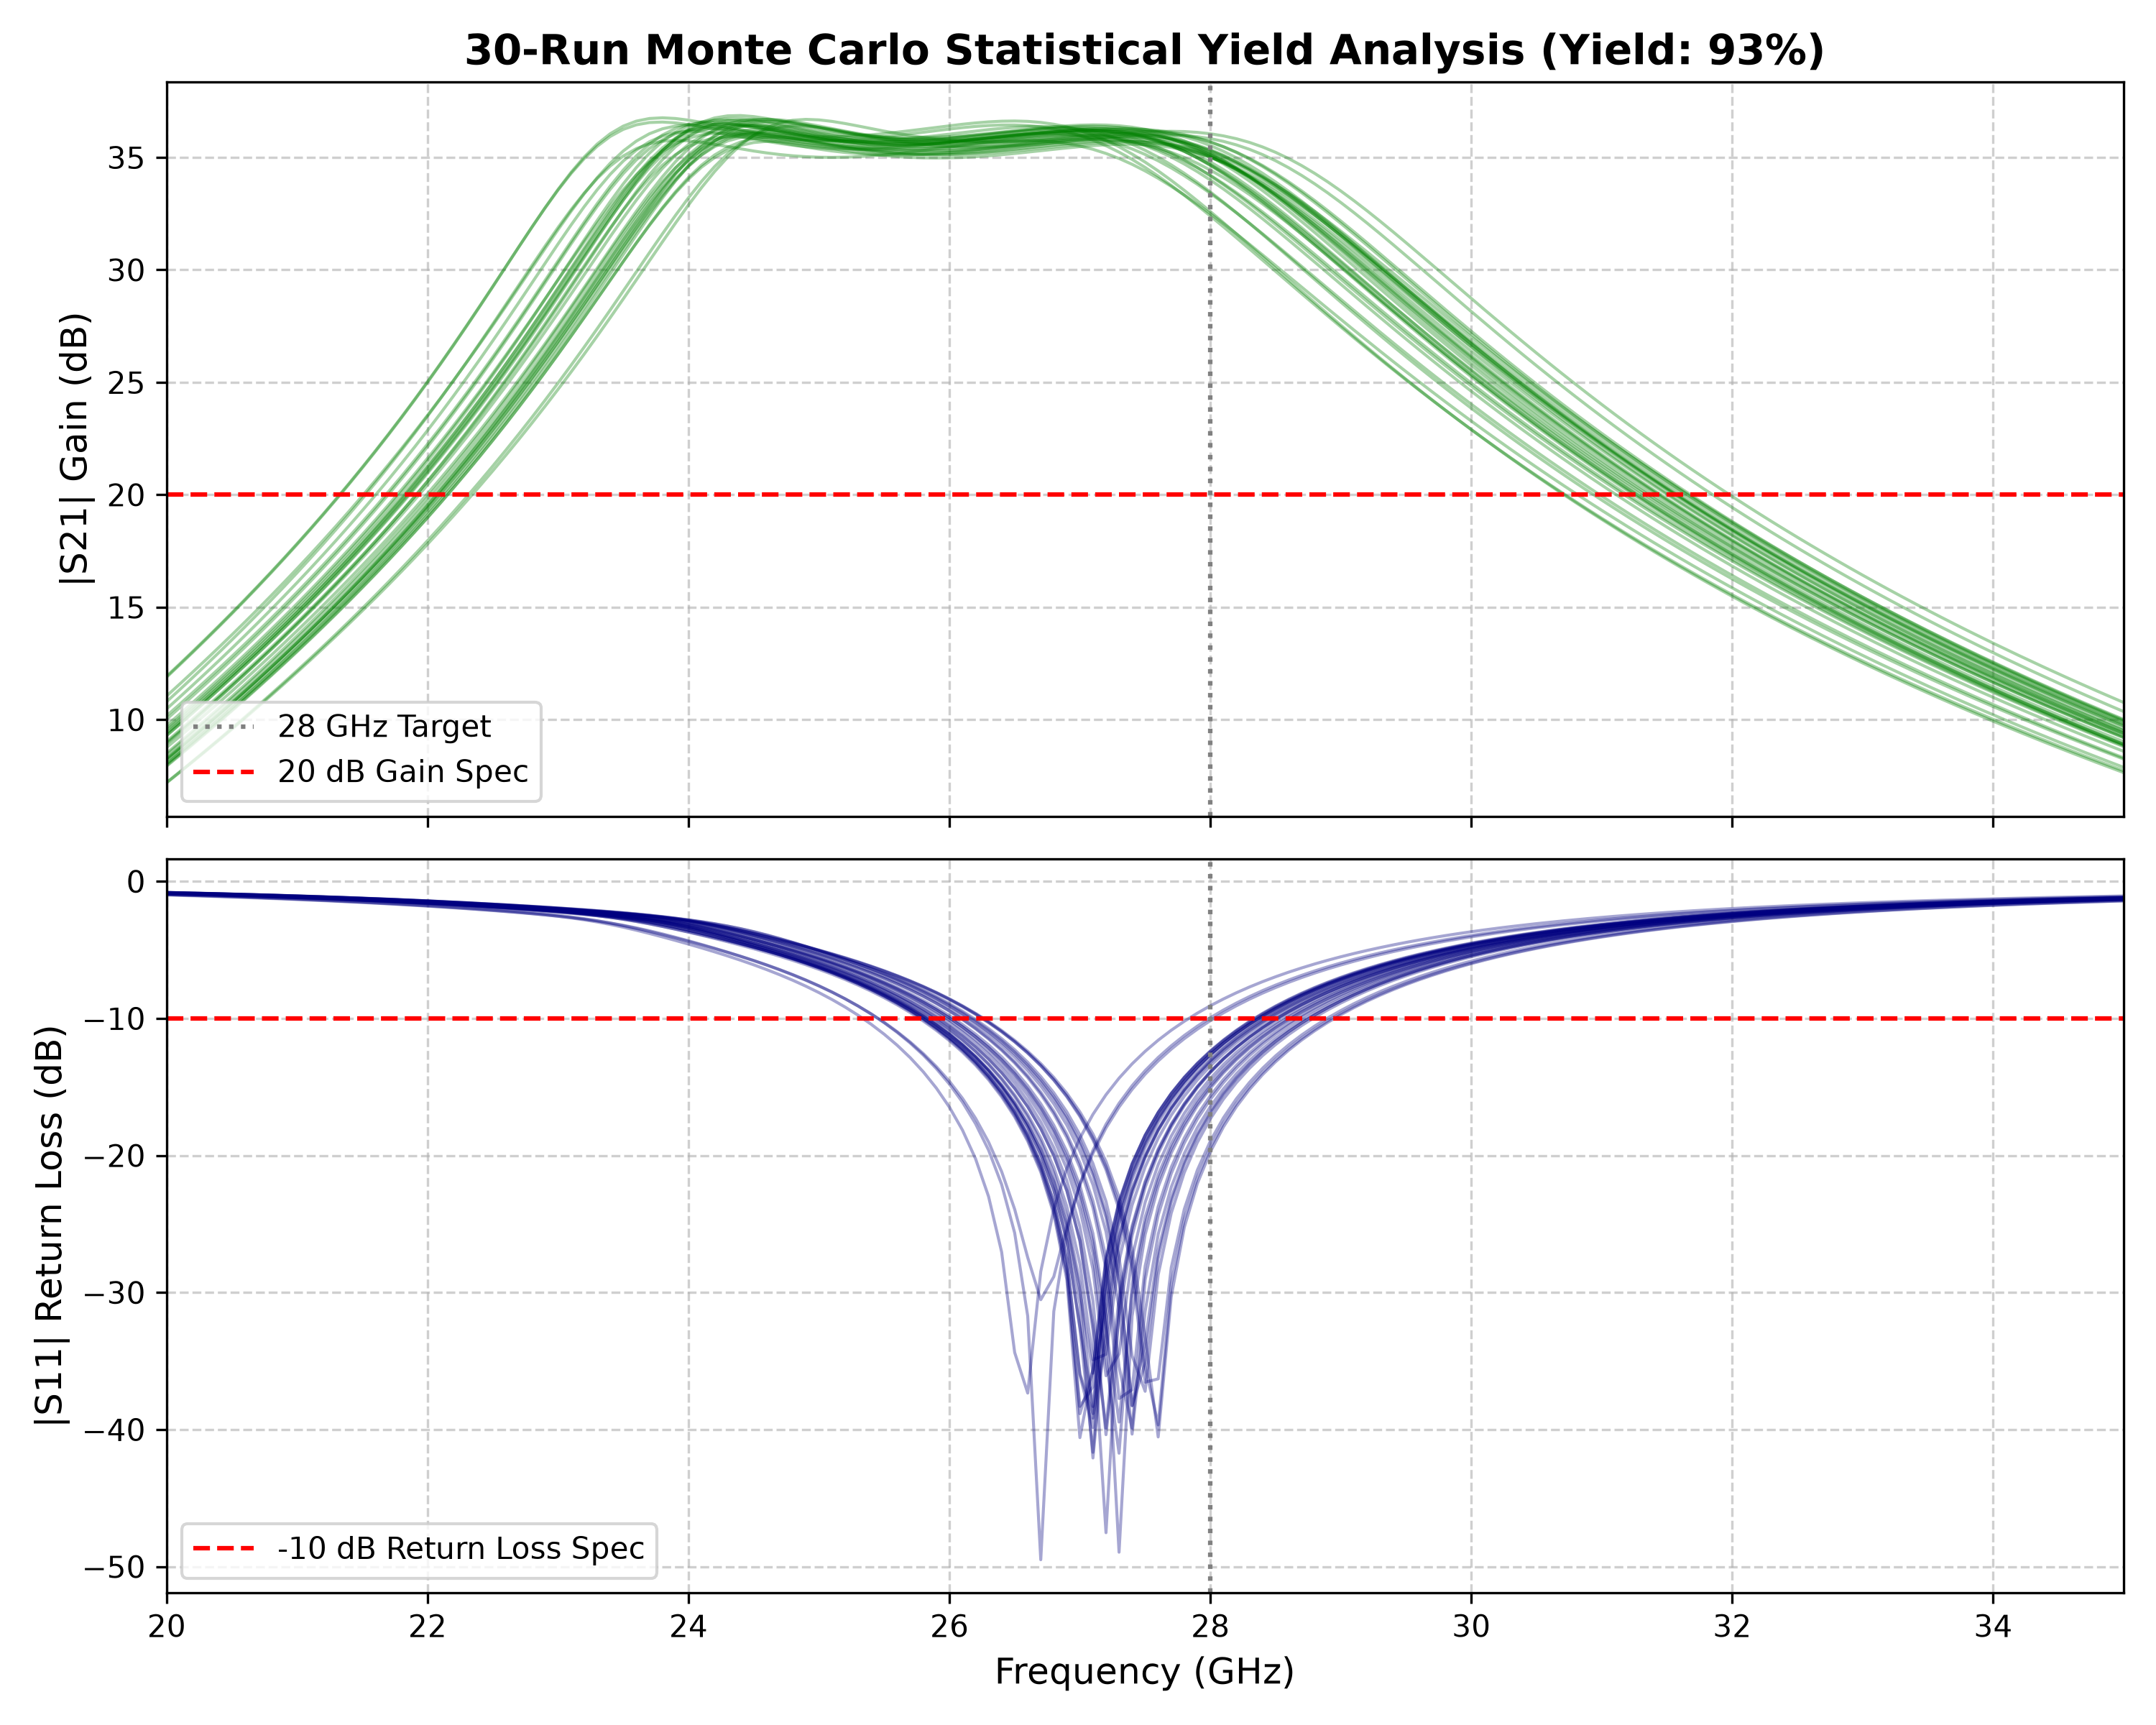 30-Run Monte Carlo Statistical Yield Analysis (Yield: 93%)
|S21| Gain (dB)
35
30
25
20
15
10
28 GHz Target
20 dB Gain Spec
|S11| Return Loss (dB)
0
−10
−20
−30
−40
−50
-10 dB Return Loss Spec
20 22 24 26 28 30 32 34
Frequency (GHz)